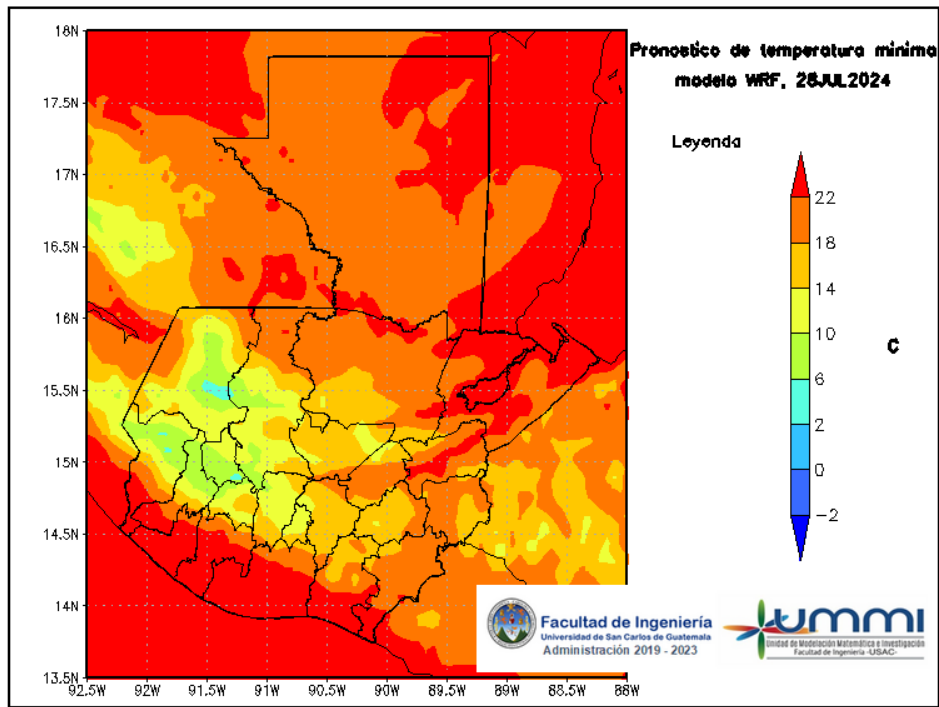 Pronostico de temperatura minima
modelo WRF, 28JUL2024
Leyenda
22
18
14
10
6
2
0
−2
C
18N
17.5N
17N
16.5N
16N
15.5N
15N
14.5N
14N
13.5N
92.5W 92W 91.5W 91W 90.5W 90W 89.5W 89W 88.5W 88W
Facultad de Ingeniería
Universidad de San Carlos de Guatemala
Administración 2019 - 2023
UMMI
Unidad de Modelación Matemática e Investigación
Facultad de Ingeniería -USAC-